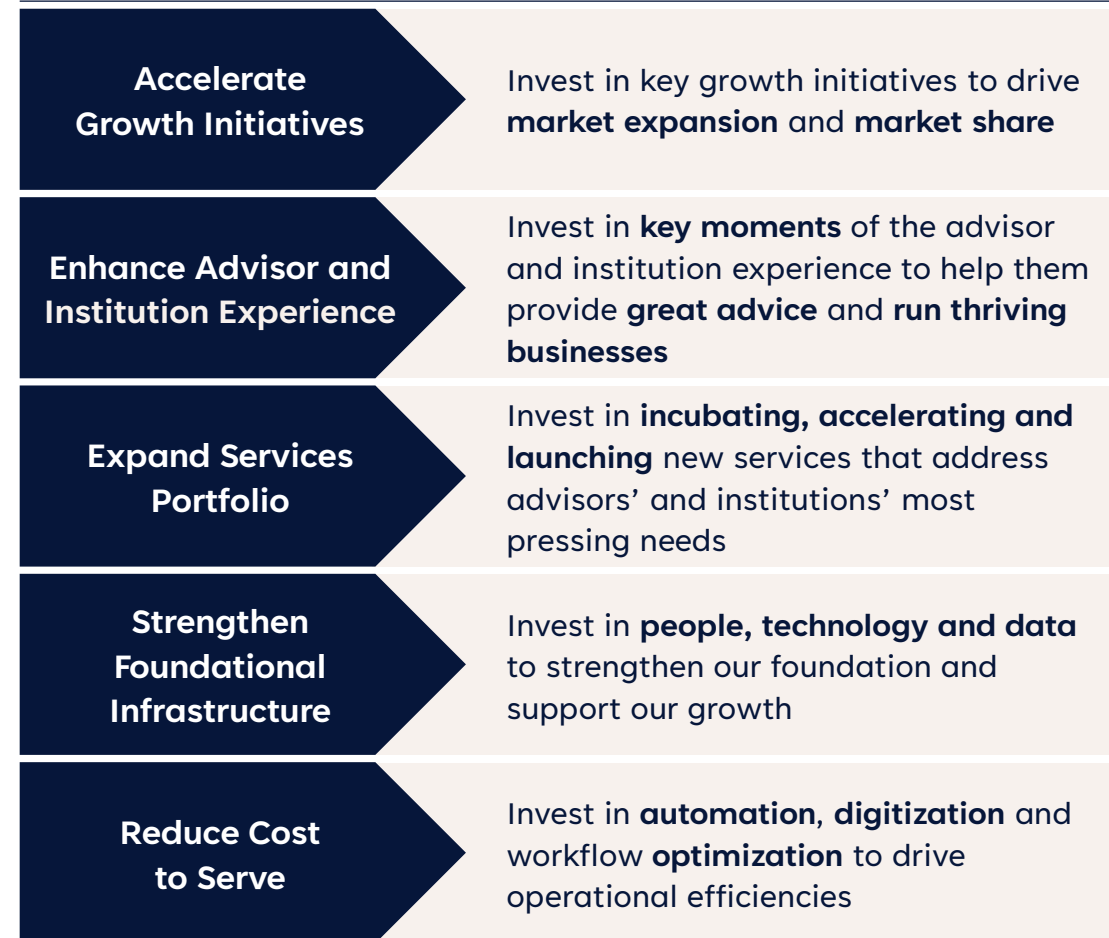 Accelerate
Growth Initiatives
Invest in key growth initiatives to drive
market expansion and market share
Enhance Advisor and
Institution Experience
Invest in key moments of the advisor
and institution experience to help them
provide great advice and run thriving
businesses
Expand Services
Portfolio
Invest in incubating, accelerating and
launching new services that address
advisors’ and institutions’ most
pressing needs
Strengthen
Foundational
Infrastructure
Invest in people, technology and data
to strengthen our foundation and
support our growth
Reduce Cost
to Serve
Invest in automation, digitization and
workflow optimization to drive
operational efficiencies